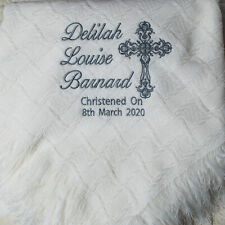 Delilah
Louise
Barnard
Christened On
8th March 2020